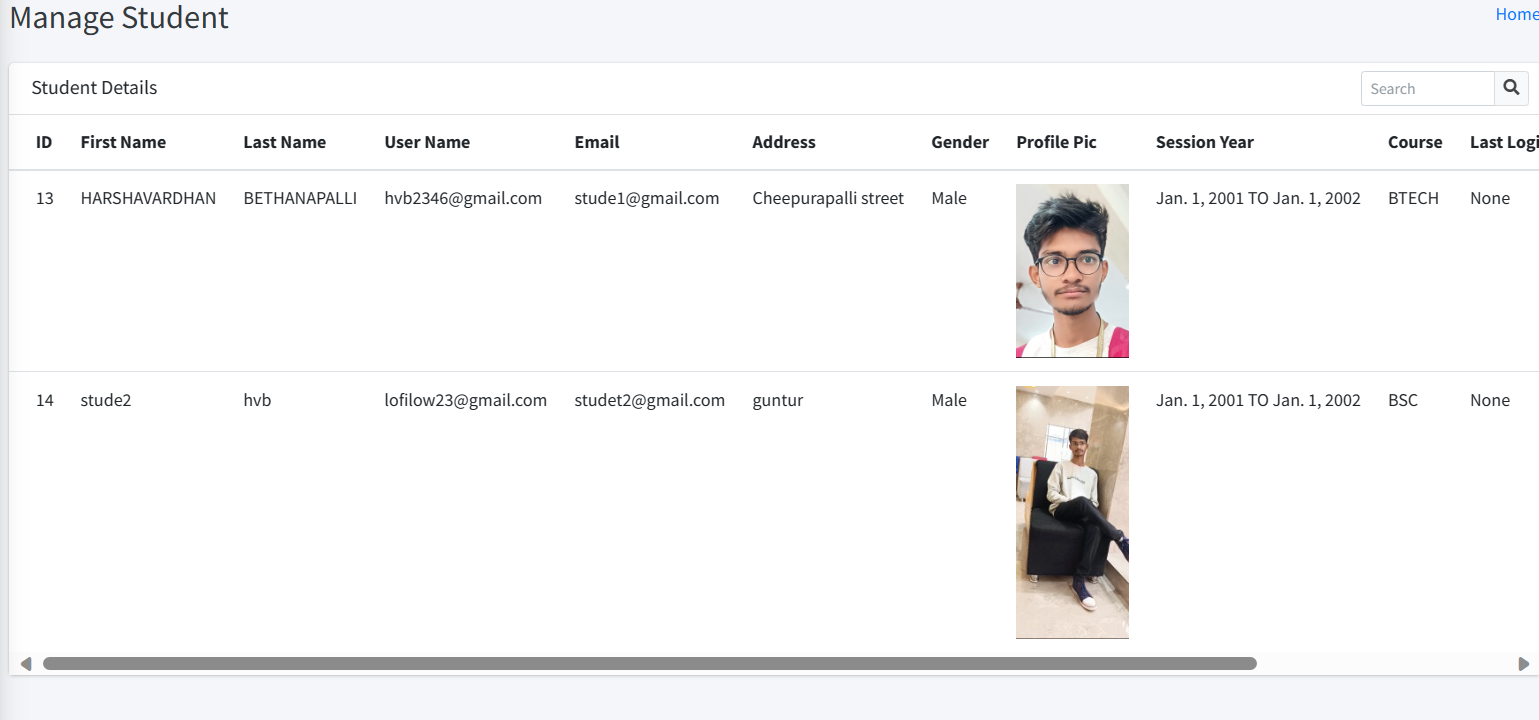 Manage Student
Home
Student Details
Search
ID First Name Last Name User Name Email Address Gender Profile Pic Session Year Course Last Logi
13 HARSHAVARDHAN BETHANAPALLI hvb2346@gmail.com stude1@gmail.com Cheepurapalli street Male Jan. 1, 2001 TO Jan. 1, 2002 BTECH None
14 stude2 hvb lofilow23@gmail.com studet2@gmail.com guntur Male Jan. 1, 2001 TO Jan. 1, 2002 BSC None